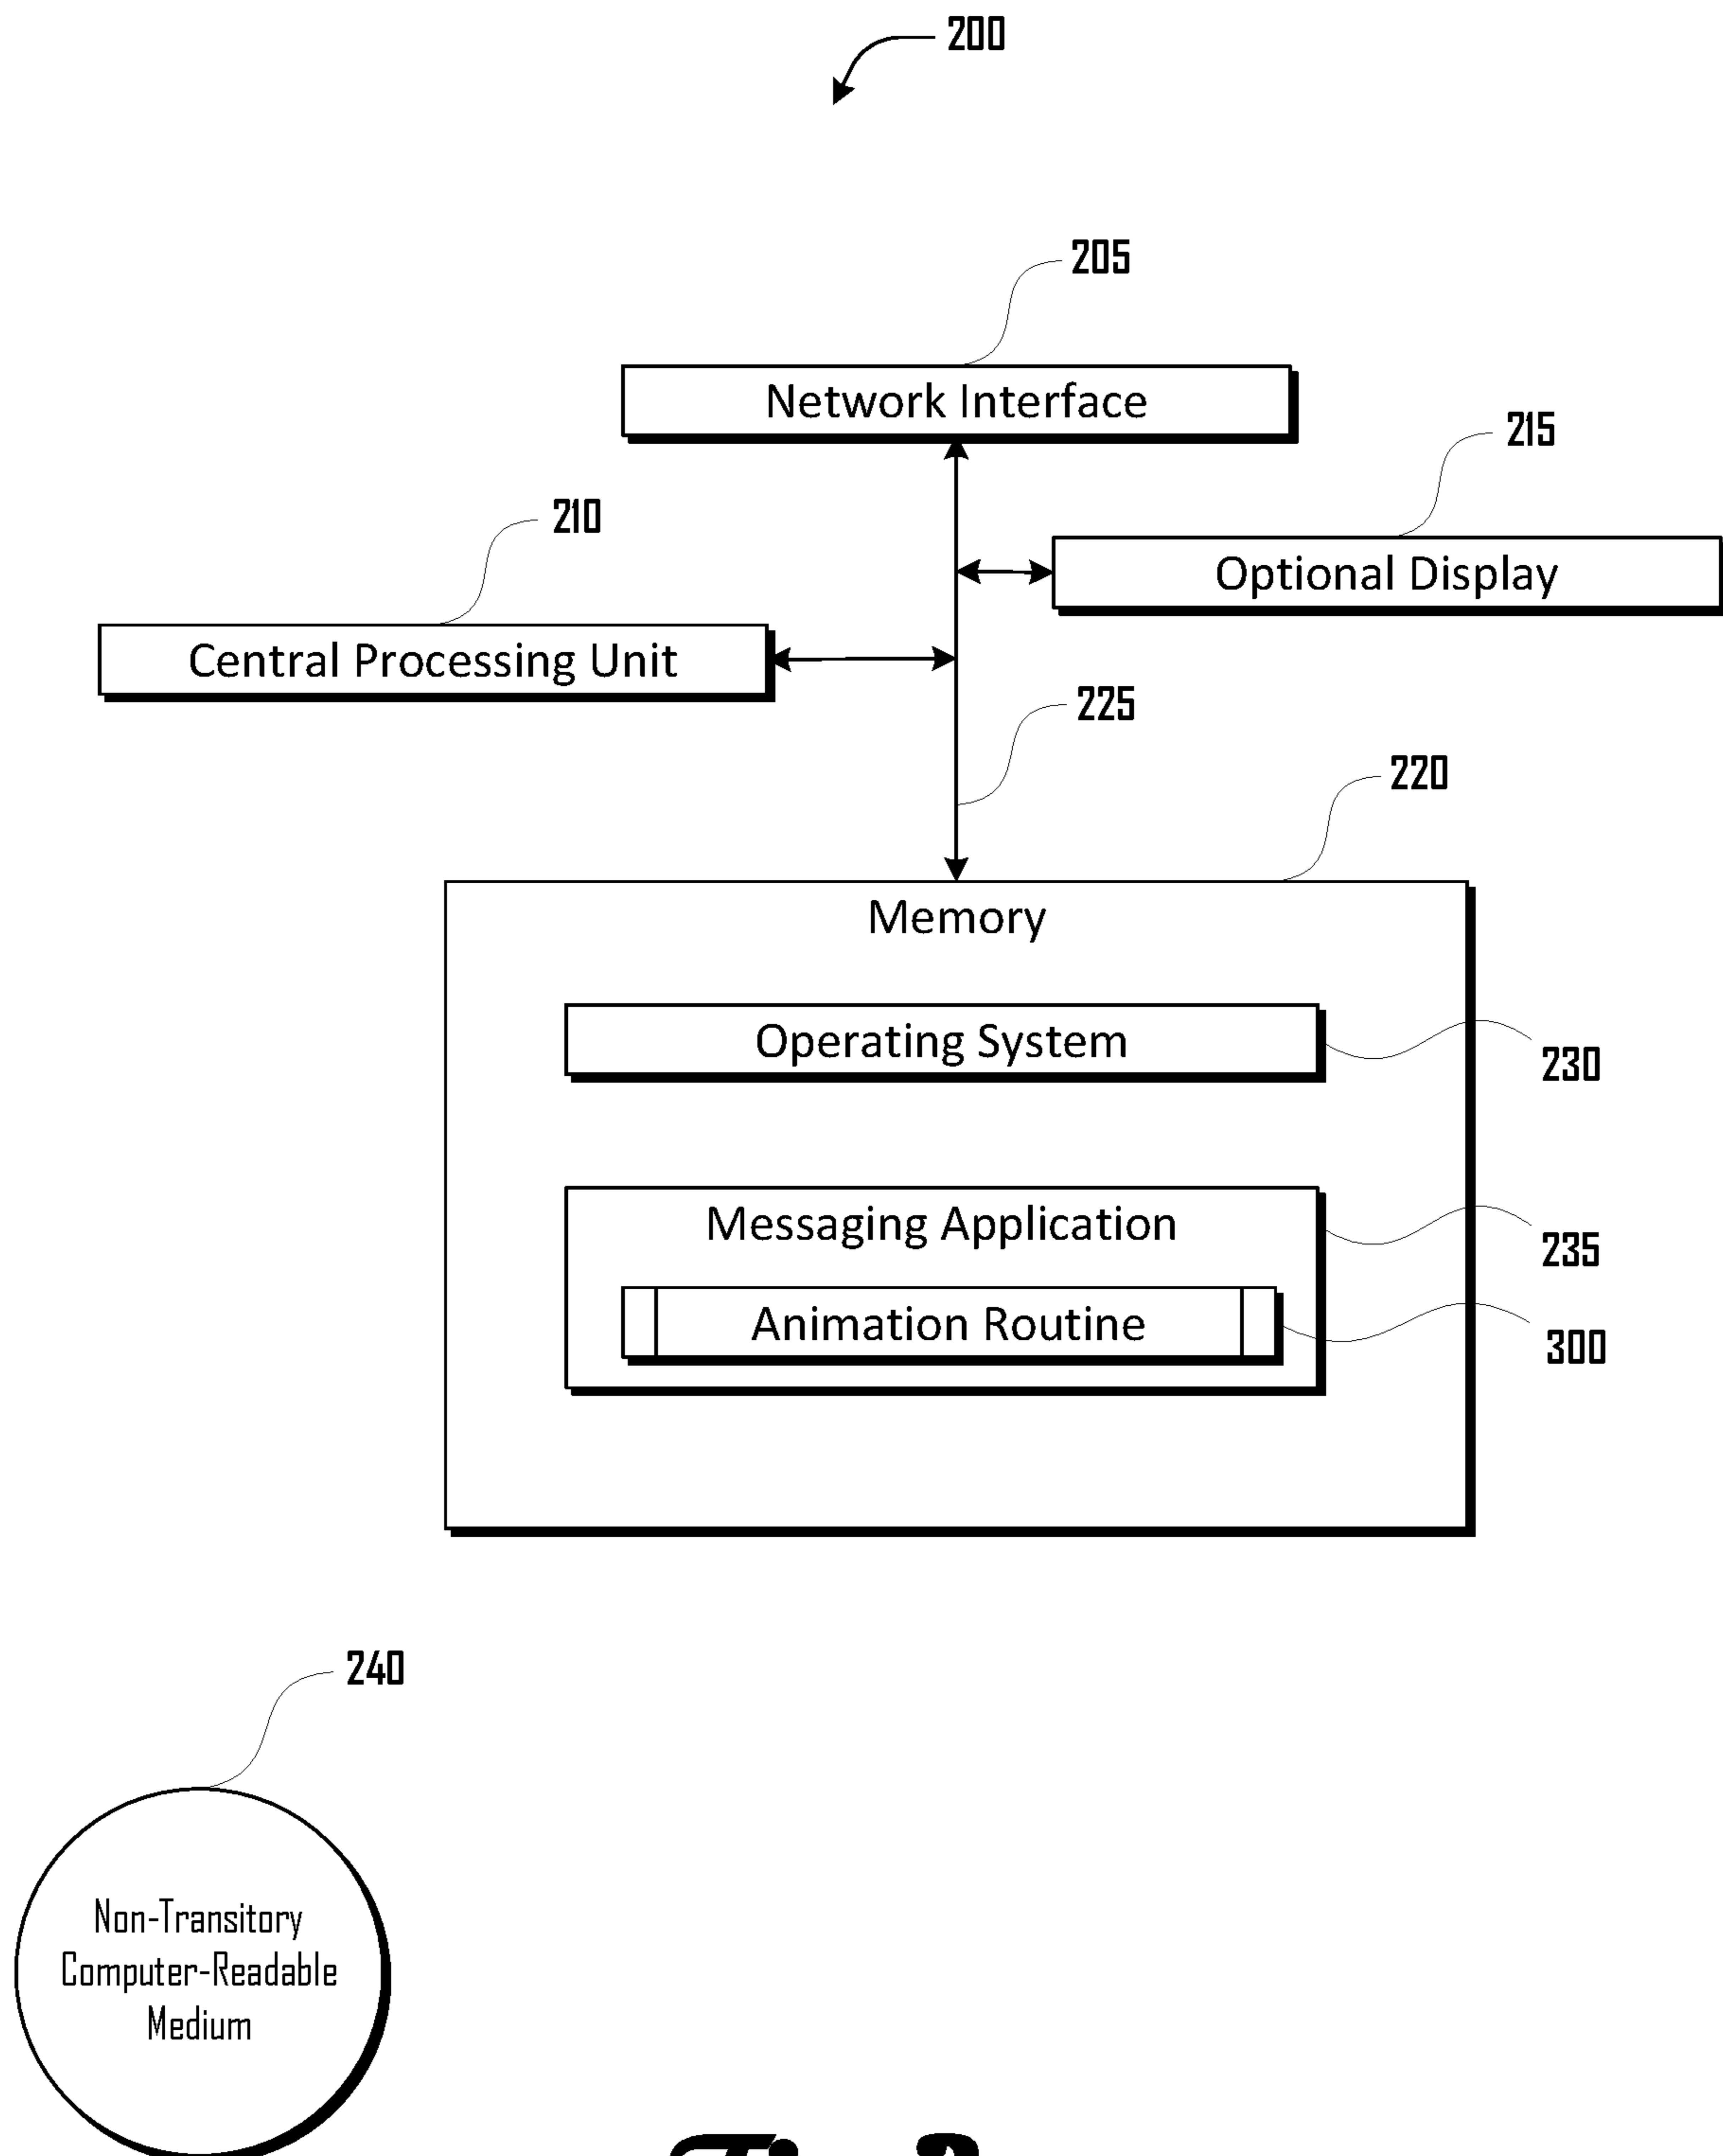 200
205
Network Interface
215
210
Optional Display
Central Processing Unit
225
220
Memory
Operating System
230
Messaging Application
235
Animation Routine
300
240
Non-Transitory
Computer-Readable
Medium